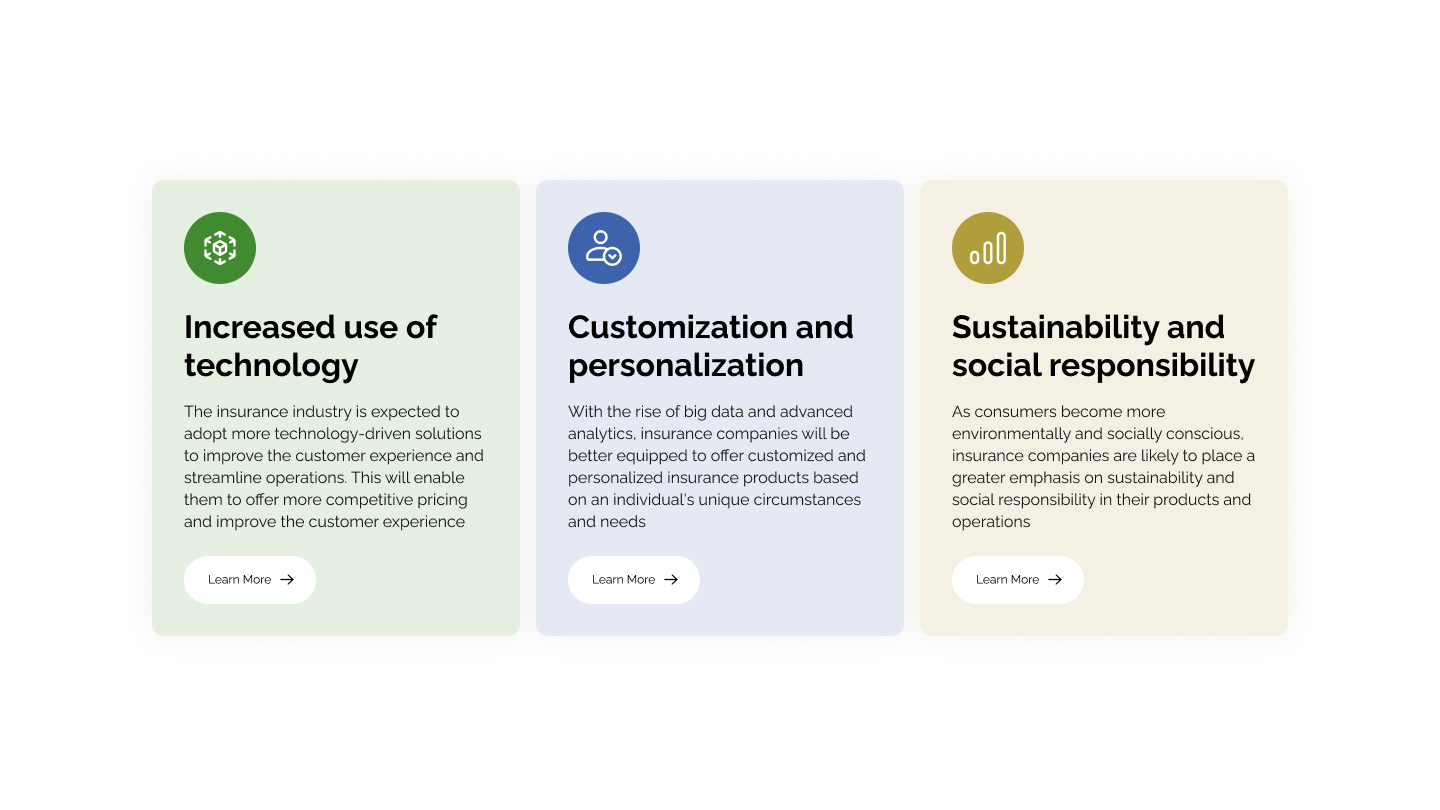 Increased use of
technology
The insurance industry is expected to
adopt more technology-driven solutions
to improve the customer experience and
streamline operations. This will enable
them to offer more competitive pricing
and improve the customer experience
Learn More
Customization and
personalization
With the rise of big data and advanced
analytics, insurance companies will be
better equipped to offer customized and
personalized insurance products based
on an individual's unique circumstances
and needs
Learn More
Sustainability and
social responsibility
As consumers become more
environmentally and socially conscious,
insurance companies are likely to place a
greater emphasis on sustainability and
social responsibility in their products and
operations
Learn More